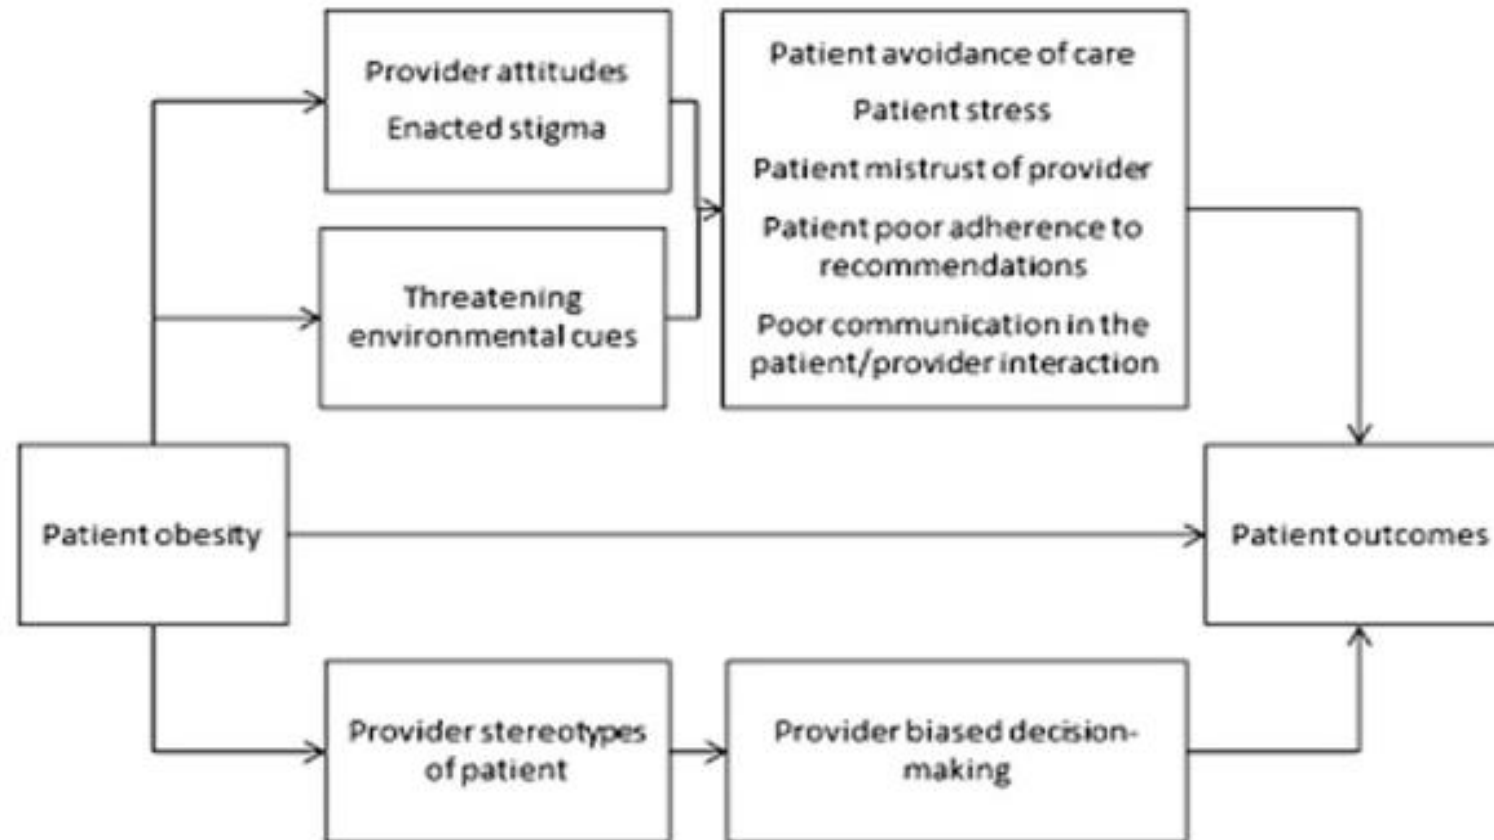 Provider attitudes
Enacted stigma
Patient avoidance of care
Patient stress
Patient mistrust of provider
Patient poor adherence to
recommendations
Poor communication in the
patient/provider interaction
Threatening
environmental cues
Patient obesity
Patient outcomes
Provider stereotypes
of patient
Provider biased decision-
making